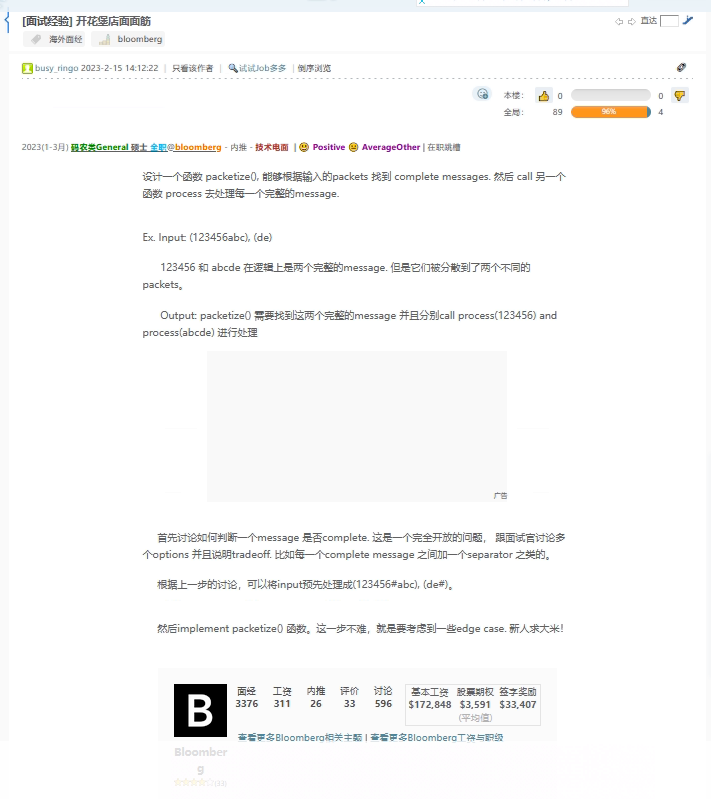 [面试经验] 开花堡店面面筋
直达
海外面经 bloomberg
busy_ringo 2023-2-15 14:12:22 | 只看该作者 | 试试Job多多 | 倒序浏览
本楼： 0 0
全局： 89 96% 4
2023(1-3月) 码农类General 硕士 全职@bloomberg - 内推 - 技术电面 | Positive AverageOther | 在职跳槽
设计一个函数 packetize(), 能够根据输入的packets 找到 complete messages. 然后 call 另一个
函数 process 去处理每一个完整的message.
Ex. Input: (123456abc), (de)
123456 和 abcde 在逻辑上是两个完整的message. 但是它们被分散到了两个不同的
packets。
Output: packetize() 需要找到这两个完整的message 并且分别call process(123456) and
process(abcde) 进行处理
广告
首先讨论如何判断一个message 是否complete. 这是一个完全开放的问题， 跟面试官讨论多
个options 并且说明tradeoff. 比如每一个complete message 之间加一个separator 之类的。
根据上一步的讨论，可以将input预先处理成(123456#abc), (de#)。
然后implement packetize() 函数。这一步不难，就是要考虑到一些edge case. 新人求大米！
面经 工资 内推 评价 讨论 基本工资 股票期权 签字奖励
3376 311 26 33 596 $172,848 $3,591 $33,407
(平均值)
B
查看更多Bloomberg相关主题 | 查看更多Bloomberg工资与职级
Bloomber
g
(33)